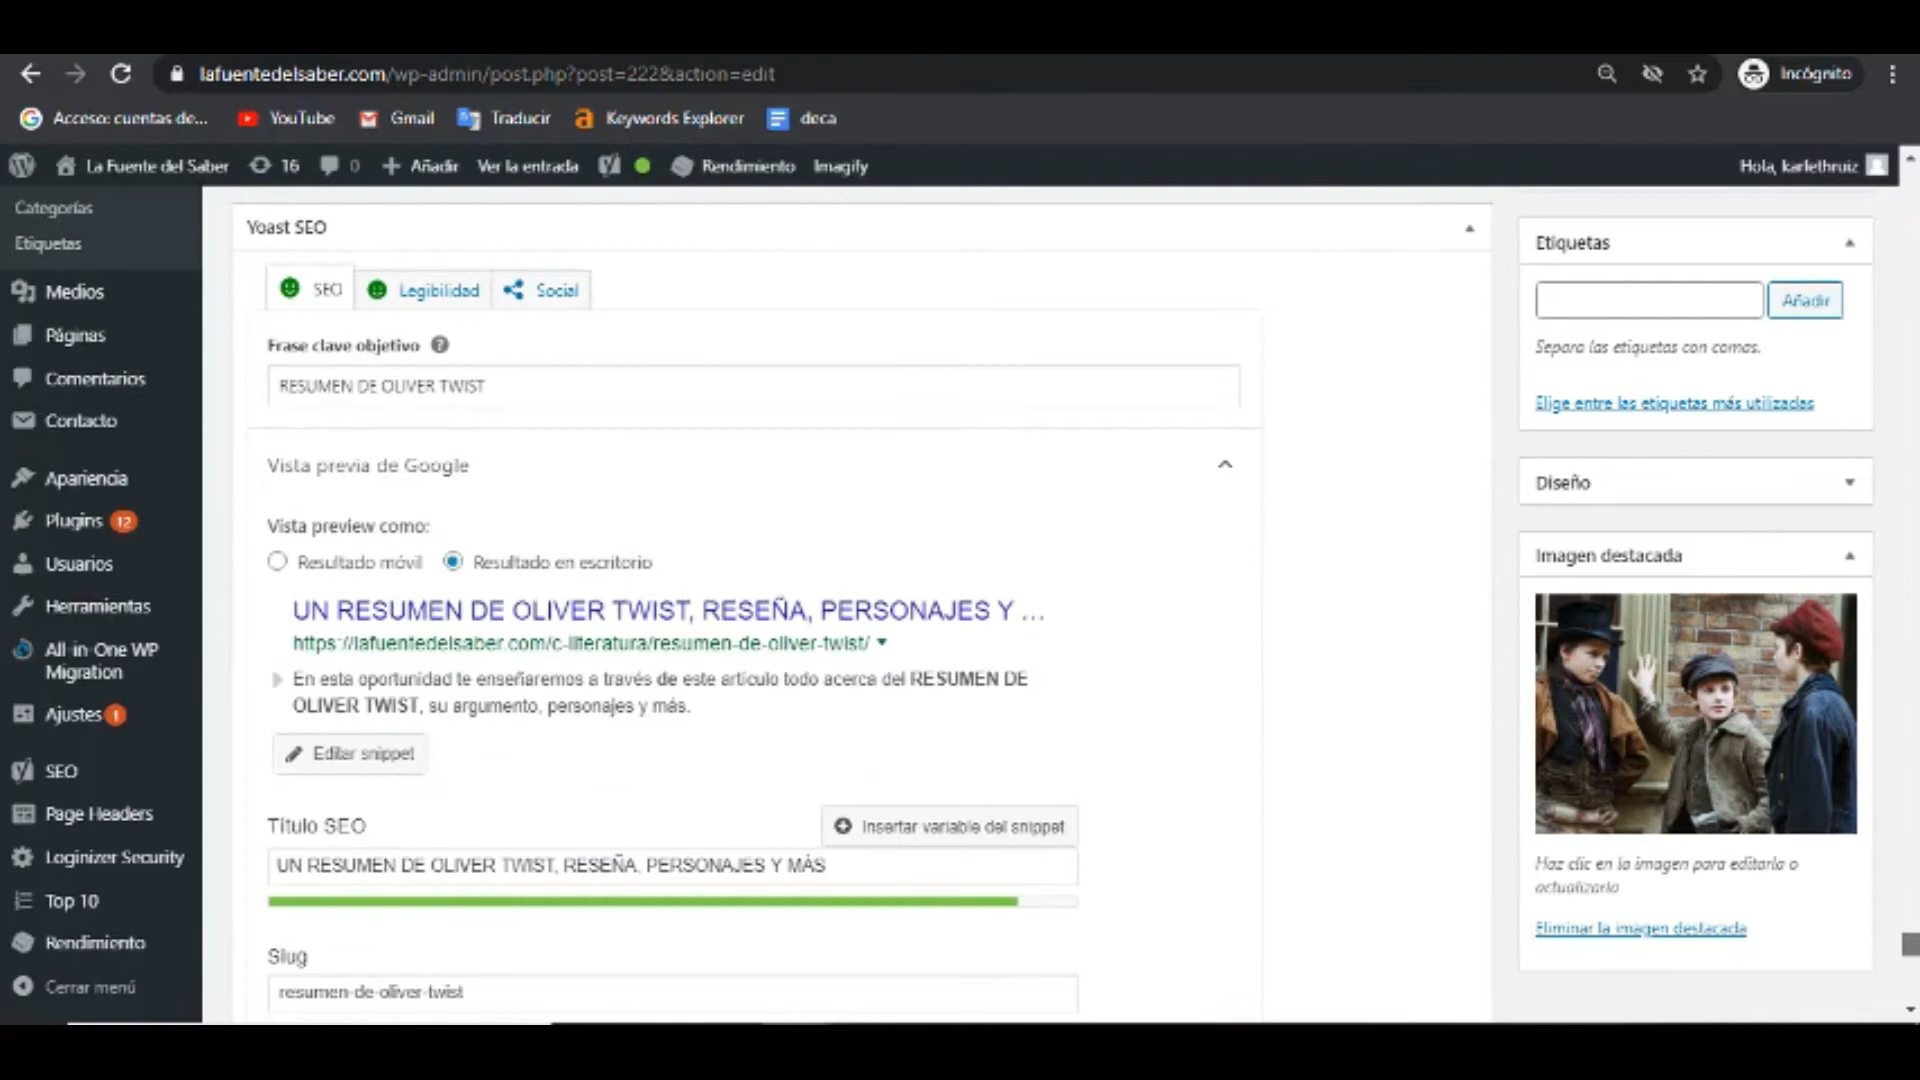 lafuentedelsaber.com/wp-admin/post.php?post=222&action=edit
Incógnito
Acceso: cuentas de...
YouTube
Gmail
Traducir
Keywords Explorer
deca
La Fuente del Saber
16
0
Añadir
Ver la entrada
Rendimiento
Imagify
Hola, karlethruiz
Categorías
Etiquetas
Medios
Páginas
Comentarios
Contacto
Apariencia
Plugins 12
Usuarios
Herramientas
All-in-One WP
Migration
Ajustes 1
SEO
Page Headers
Loginizer Security
Top 10
Rendimiento
Cerrar menú
Yoast SEO
SEO
Legibilidad
Social
Frase clave objetivo
RESUMEN DE OLIVER TWIST
Vista previa de Google
Vista preview como:
Resultado móvil
Resultado en escritorio
UN RESUMEN DE OLIVER TWIST, RESEÑA, PERSONAJES Y ...
https://lafuentedelsaber.com/c-literatura/resumen-de-oliver-twist/
En esta oportunidad te enseñaremos a través de este artículo todo acerca del RESUMEN DE
OLIVER TWIST, su argumento, personajes y más.
Editar snippet
Título SEO
Insertar variable del snippet
UN RESUMEN DE OLIVER TWIST, RESEÑA, PERSONAJES Y MÁS
Slug
resumen-de-oliver-twist
Etiquetas
Añadir
Separa las etiquetas con comas.
Elige entre las etiquetas más utilizadas
Diseño
Imagen destacada
Haz clic en la imagen para editarla o
actualizarla
Eliminar la imagen destacada